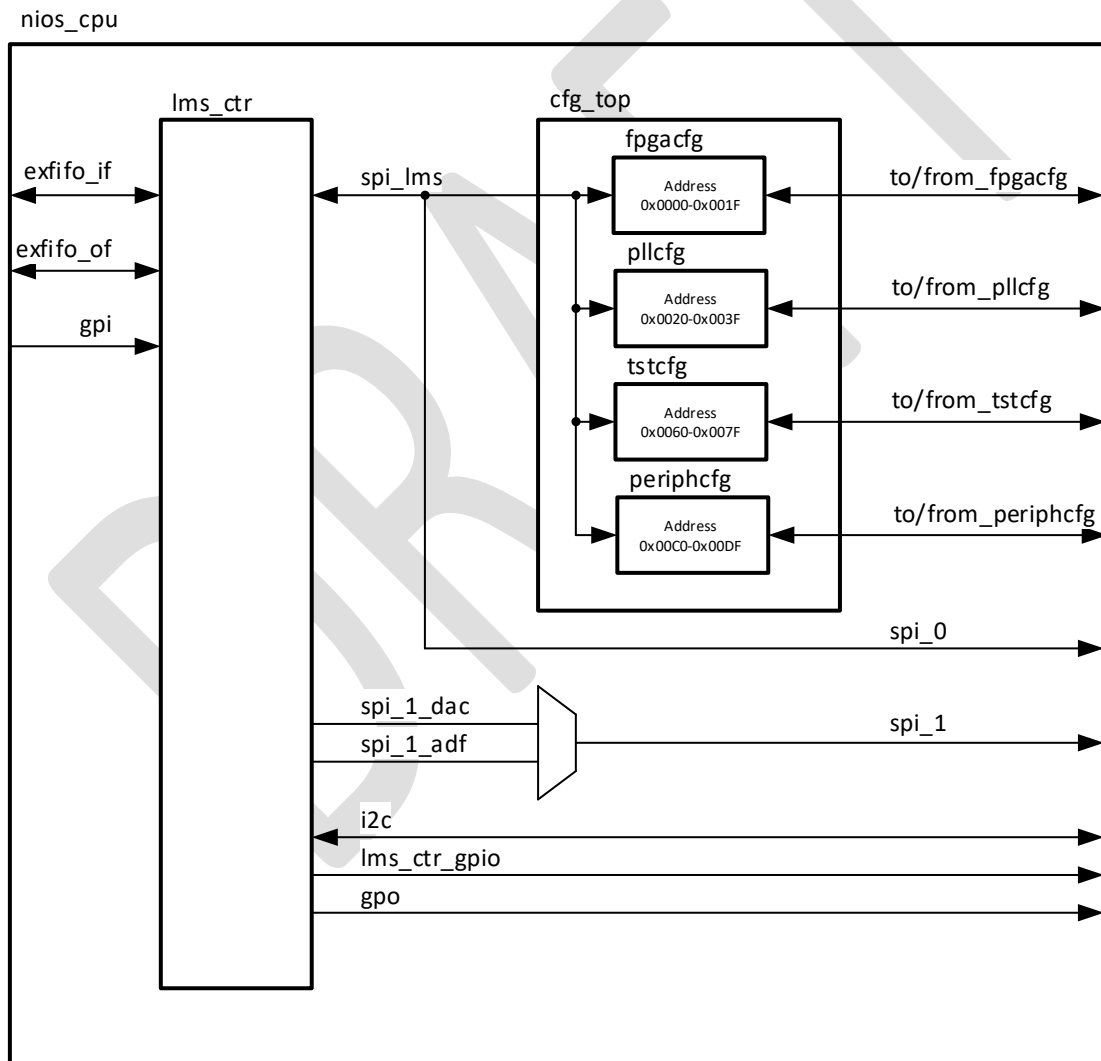 nios_cpu
lms_ctr
cfg_top
fpgacfg
exfifo_if
spi_lms
Address
0x0000-0x001F
to/from_fpgacfg
exfifo_of
pllcfg
Address
0x0020-0x003F
to/from_pllcfg
gpi
tstcfg
Address
0x0060-0x007F
to/from_tstcfg
periphcfg
Address
0x00C0-0x00DF
to/from_periphcfg
spi_0
spi_1_dac
spi_1_adf
spi_1
i2c
lms_ctr_gpio
gpo